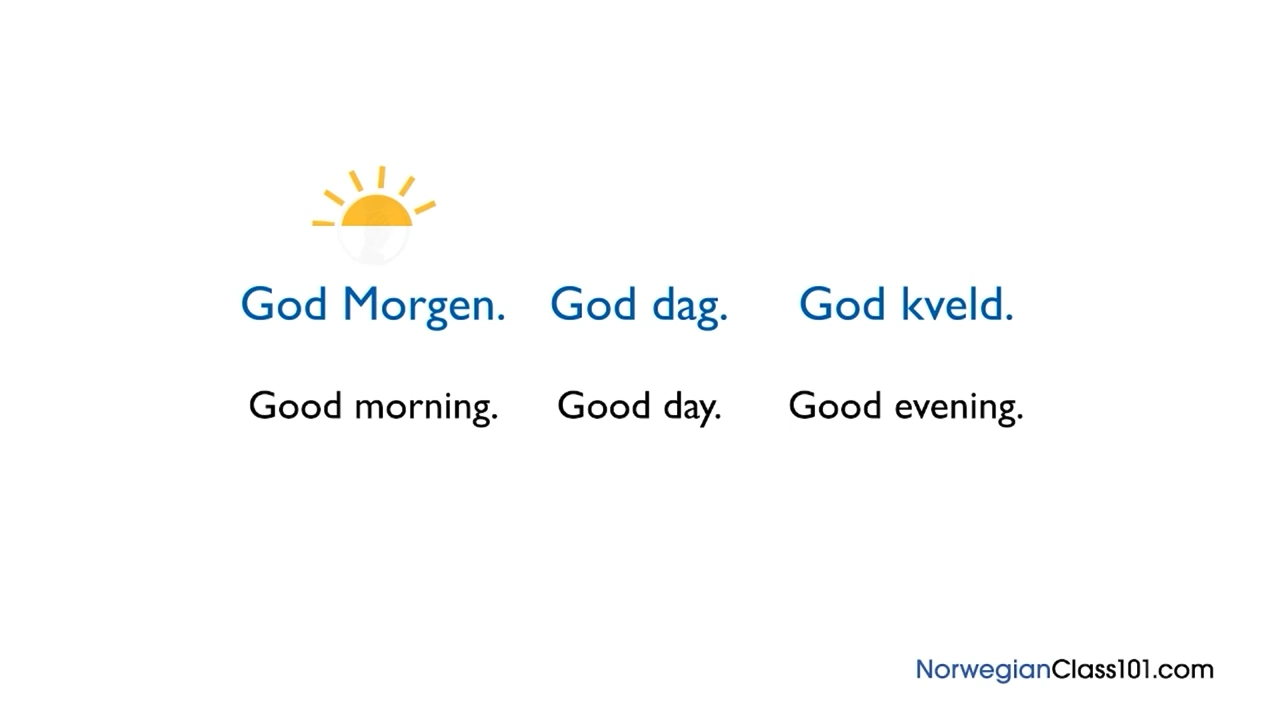 God Morgen. God dag. God kveld.
Good morning. Good day. Good evening.
NorwegianClass101.com